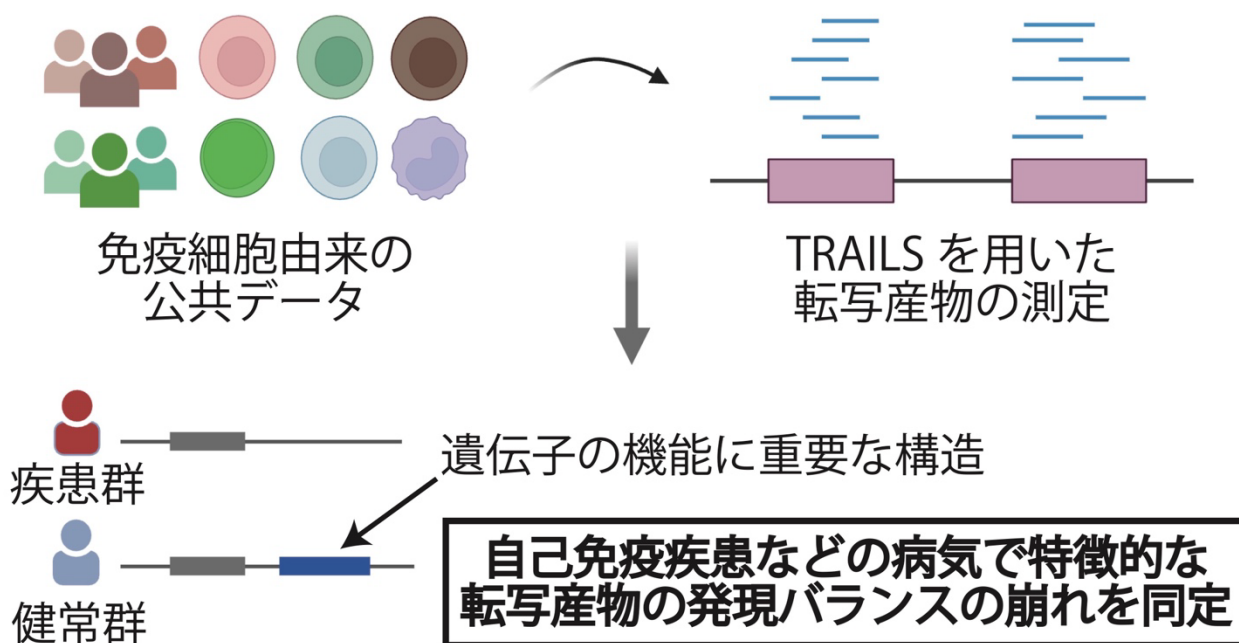 免疫細胞由来の
公共データ
TRAILS を用いた
転写産物の測定
疾患群
遺伝子の機能に重要な構造
健常群
自己免疫疾患などの病気で特徴的な
転写産物の発現バランスの崩れを同定